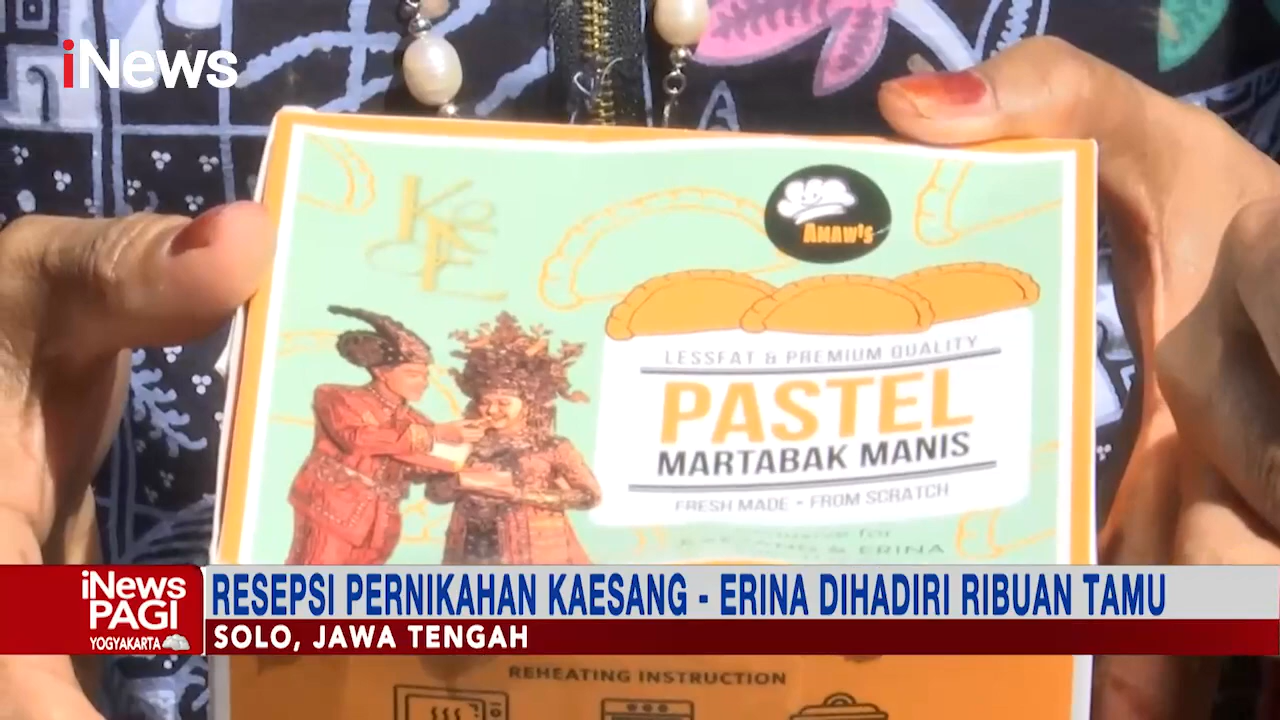 iNews
K&E
AMAW'S
LESSFAT & PREMIUM QUALITY
PASTEL
MARTABAK MANIS
FRESH MADE - FROM SCRATCH
& ERINA
iNews
PAGI
YOGYAKARTA
RESEPSI PERNIKAHAN KAESANG - ERINA DIHADIRI RIBUAN TAMU
SOLO, JAWA TENGAH
REHEATING INSTRUCTION